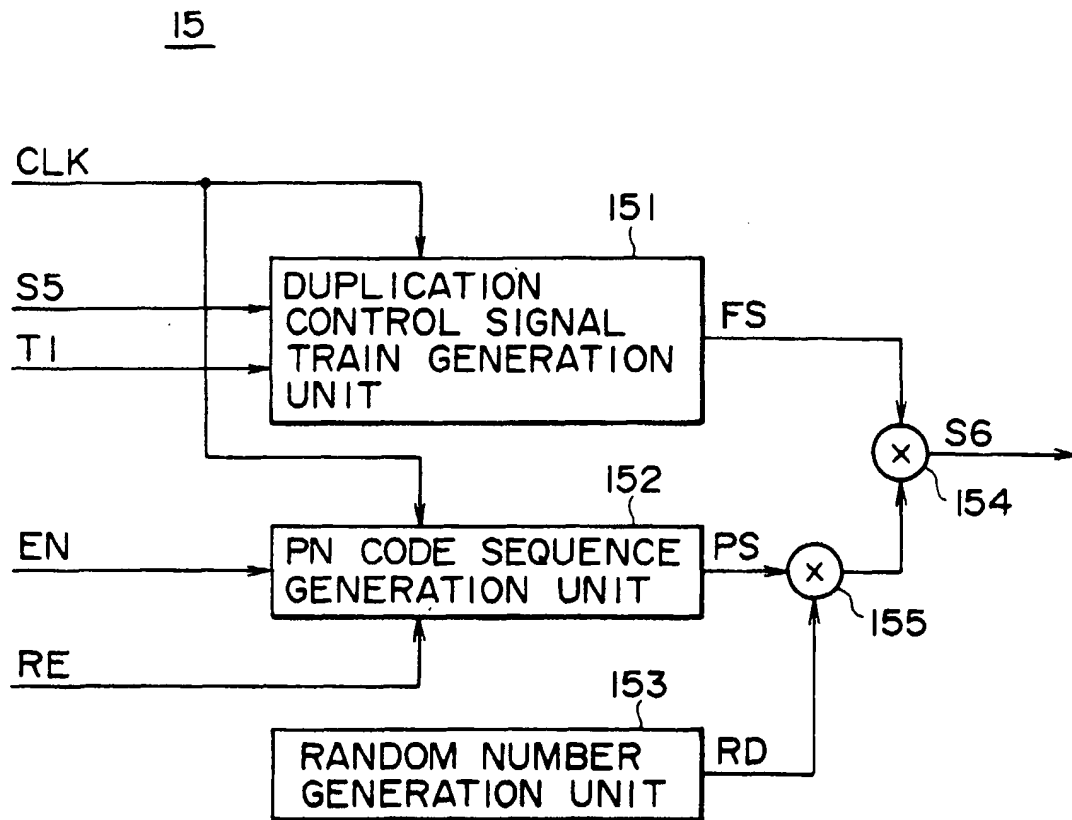 15
CLK
151
S5
DUPLICATION
CONTROL SIGNAL
TRAIN GENERATION
UNIT
FS
T1
S6
154
152
EN
PN CODE SEQUENCE
GENERATION UNIT
PS
155
RE
153
RANDOM NUMBER
GENERATION UNIT
RD